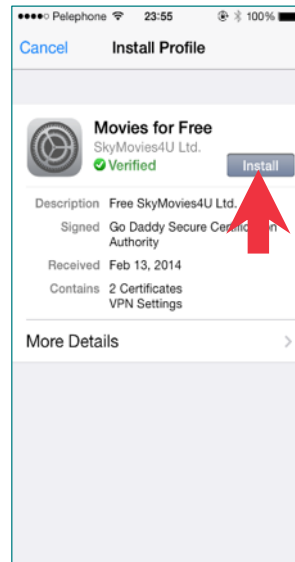 Pelephone 23:55 100%
Cancel Install Profile
Movies for Free
SkyMovies4U Ltd.
Verified Install
Description Free SkyMovies4U Ltd.
Signed Go Daddy Secure
Authority
Received Feb 13, 2014
Contains 2 Certificates
VPN Settings
More Details